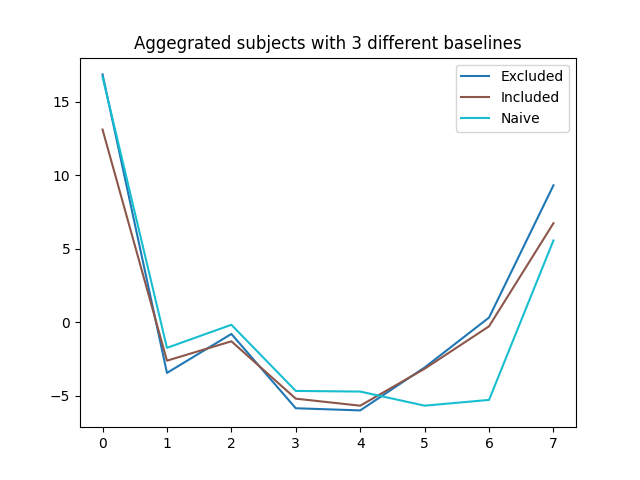 Aggegrated subjects with 3 different baselines
Excluded
Included
Naive
15
10
5
0
−5
0 1 2 3 4 5 6 7